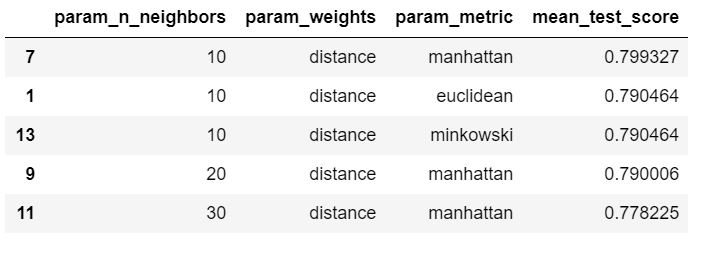 param_n_neighbors param_weights param_metric mean_test_score
7 10 distance manhattan 0.799327
1 10 distance euclidean 0.790464
13 10 distance minkowski 0.790464
9 20 distance manhattan 0.790006
11 30 distance manhattan 0.778225